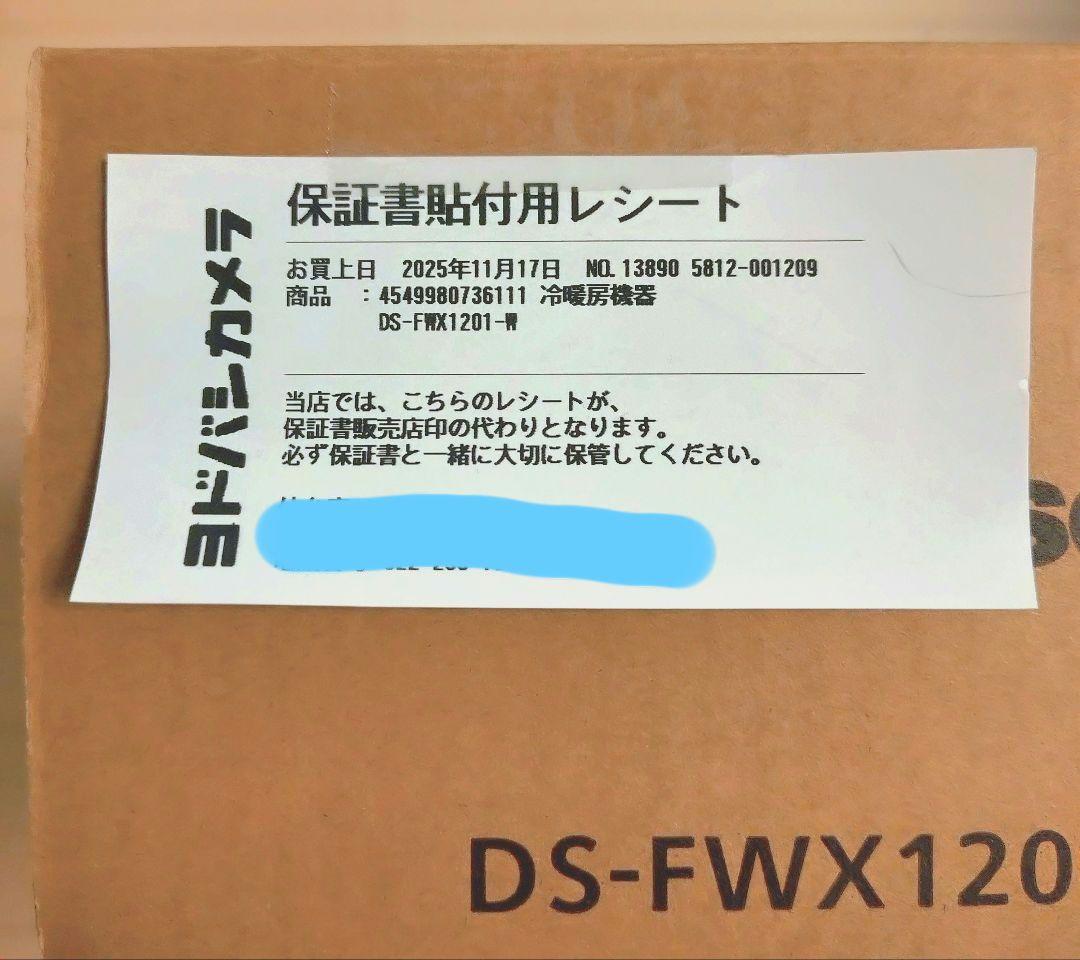 ヨドバシカメラ
保証書貼付用レシート
お買上日 2025年11月17日 NO.13890 5812-001209
商品 :4549980736111 冷暖房機器
DS-FWX1201-W
当店では、こちらのレシートが、
保証書販売店印の代わりとなります。
必ず保証書と一緒に大切に保管してください。
DS-FWX120